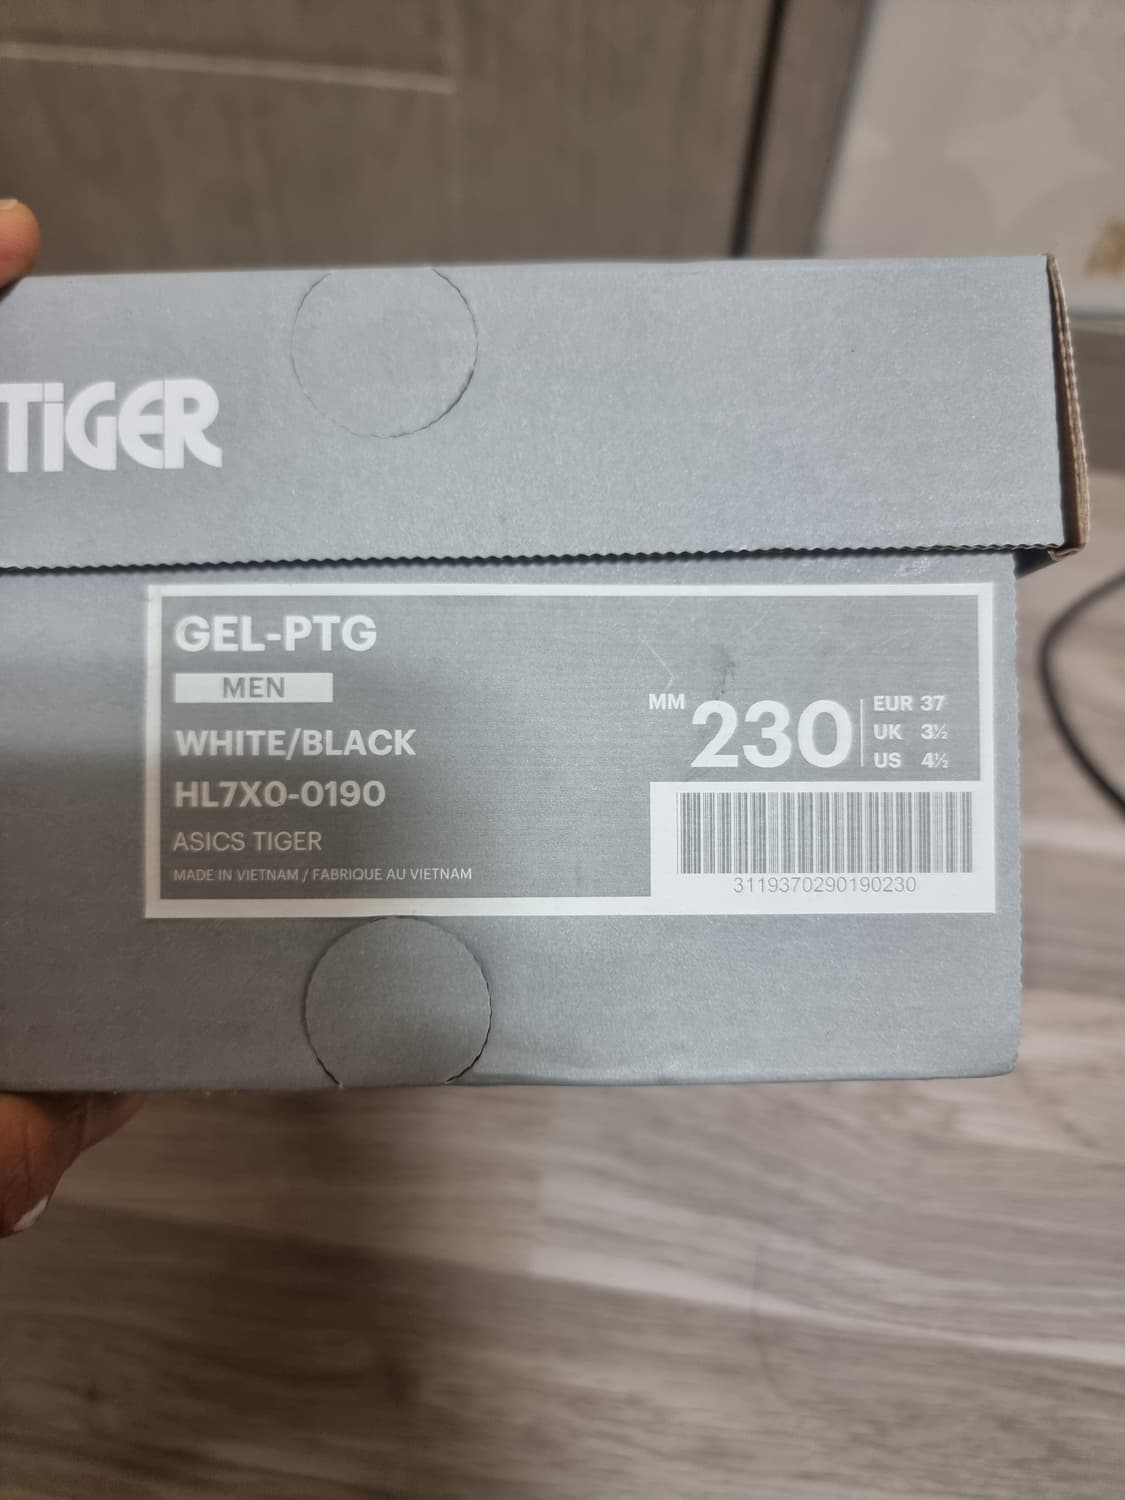 TiGER
GEL-PTG
MEN
WHITE/BLACK
HL7X0-0190
ASICS TIGER
MADE IN VIETNAM / FABRIQUE AU VIETNAM
MM 230
EUR 37
UK 3½
US 4½
3119370290190230